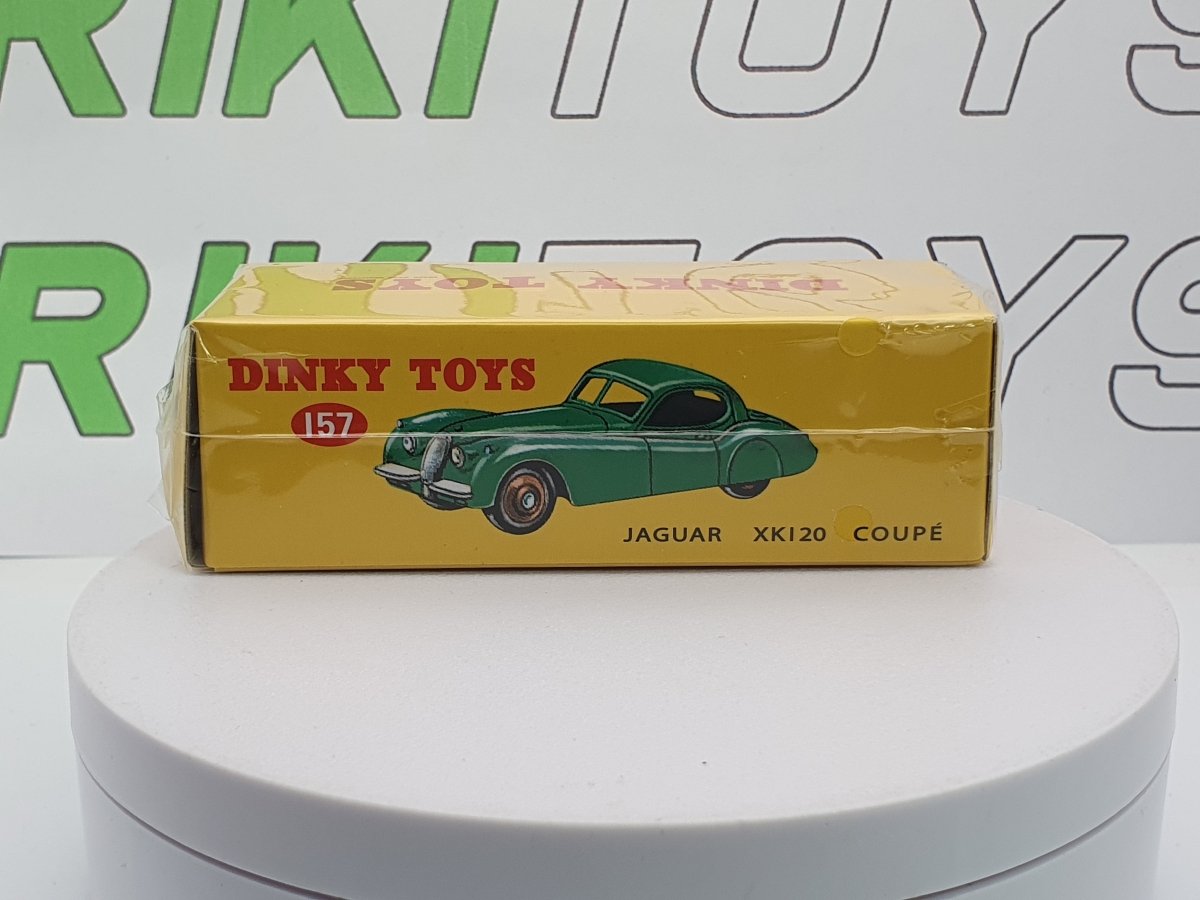 RIKITOYS
RIKITOYS
DINKY TOYS
DINKY TOYS
157
JAGUAR XK120 COUPÉ